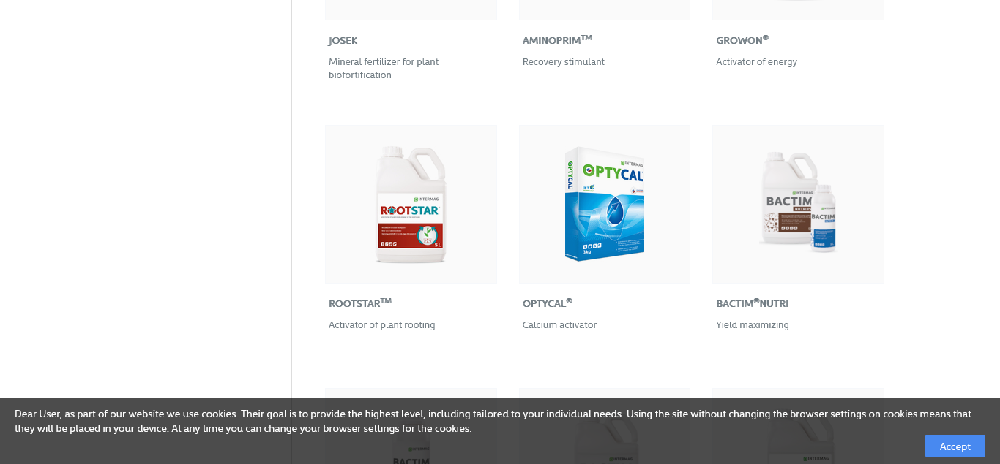 JOSEK
Mineral fertilizer for plant
biofortification
AMINOPRIM™
Recovery stimulant
GROWON®
Activator of energy
INTERMAG
ROOTSTAR
5 L
INTERMAG
OPTYCAL
OPTYCAL
3kg
INTERMAG
BACTIM
NUTRI
INTERMAG
BACTIM
ROOTSTAR™
Activator of plant rooting
OPTYCAL®
Calcium activator
BACTIM®NUTRI
Yield maximizing
Dear User, as part of our website we use cookies. Their goal is to provide the highest level, including tailored to your individual needs. Using the site without changing the browser settings on cookies means that
they will be placed in your device. At any time you can change your browser settings for the cookies.
Accept
INTERMAG
BACTIM
INTERMAG
INTERMAG